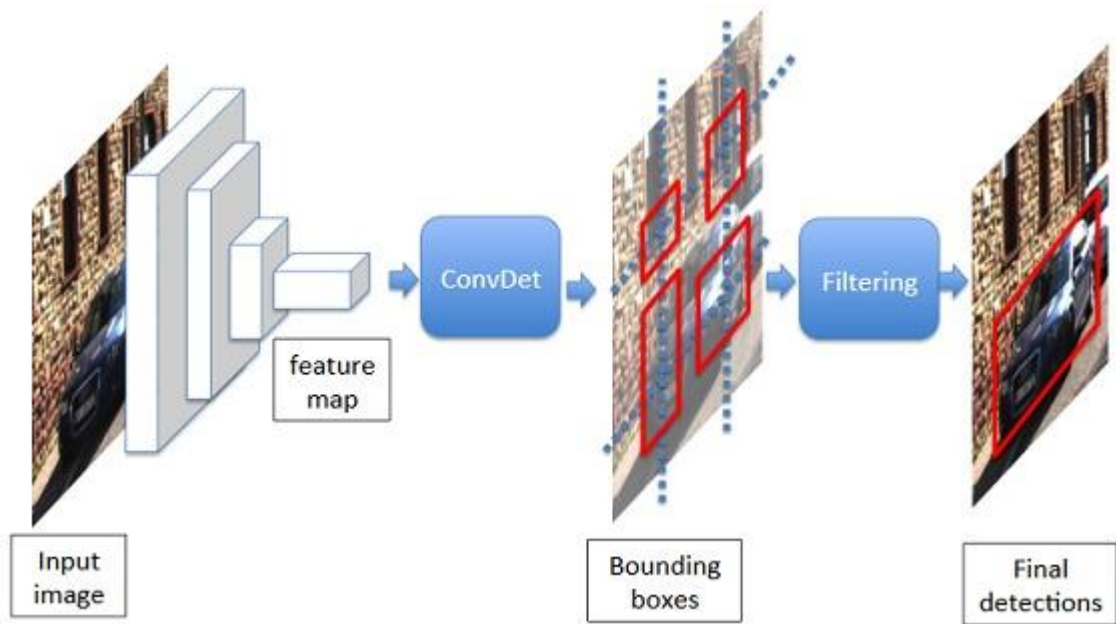 ConvDet
Filtering
feature
map
Input
image
Bounding
boxes
Final
detections